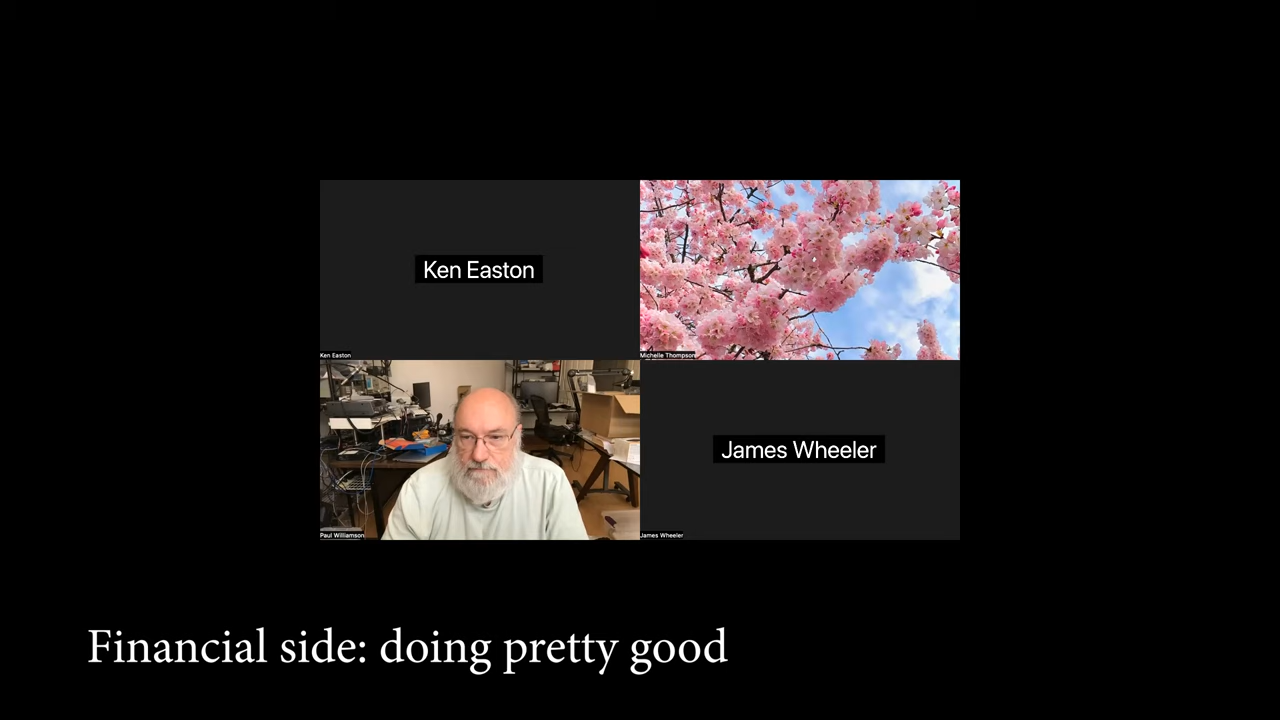 Ken Easton
Ken Easton
Michelle Thompson
James Wheeler
Paul Williamson
James Wheeler
Financial side: doing pretty good